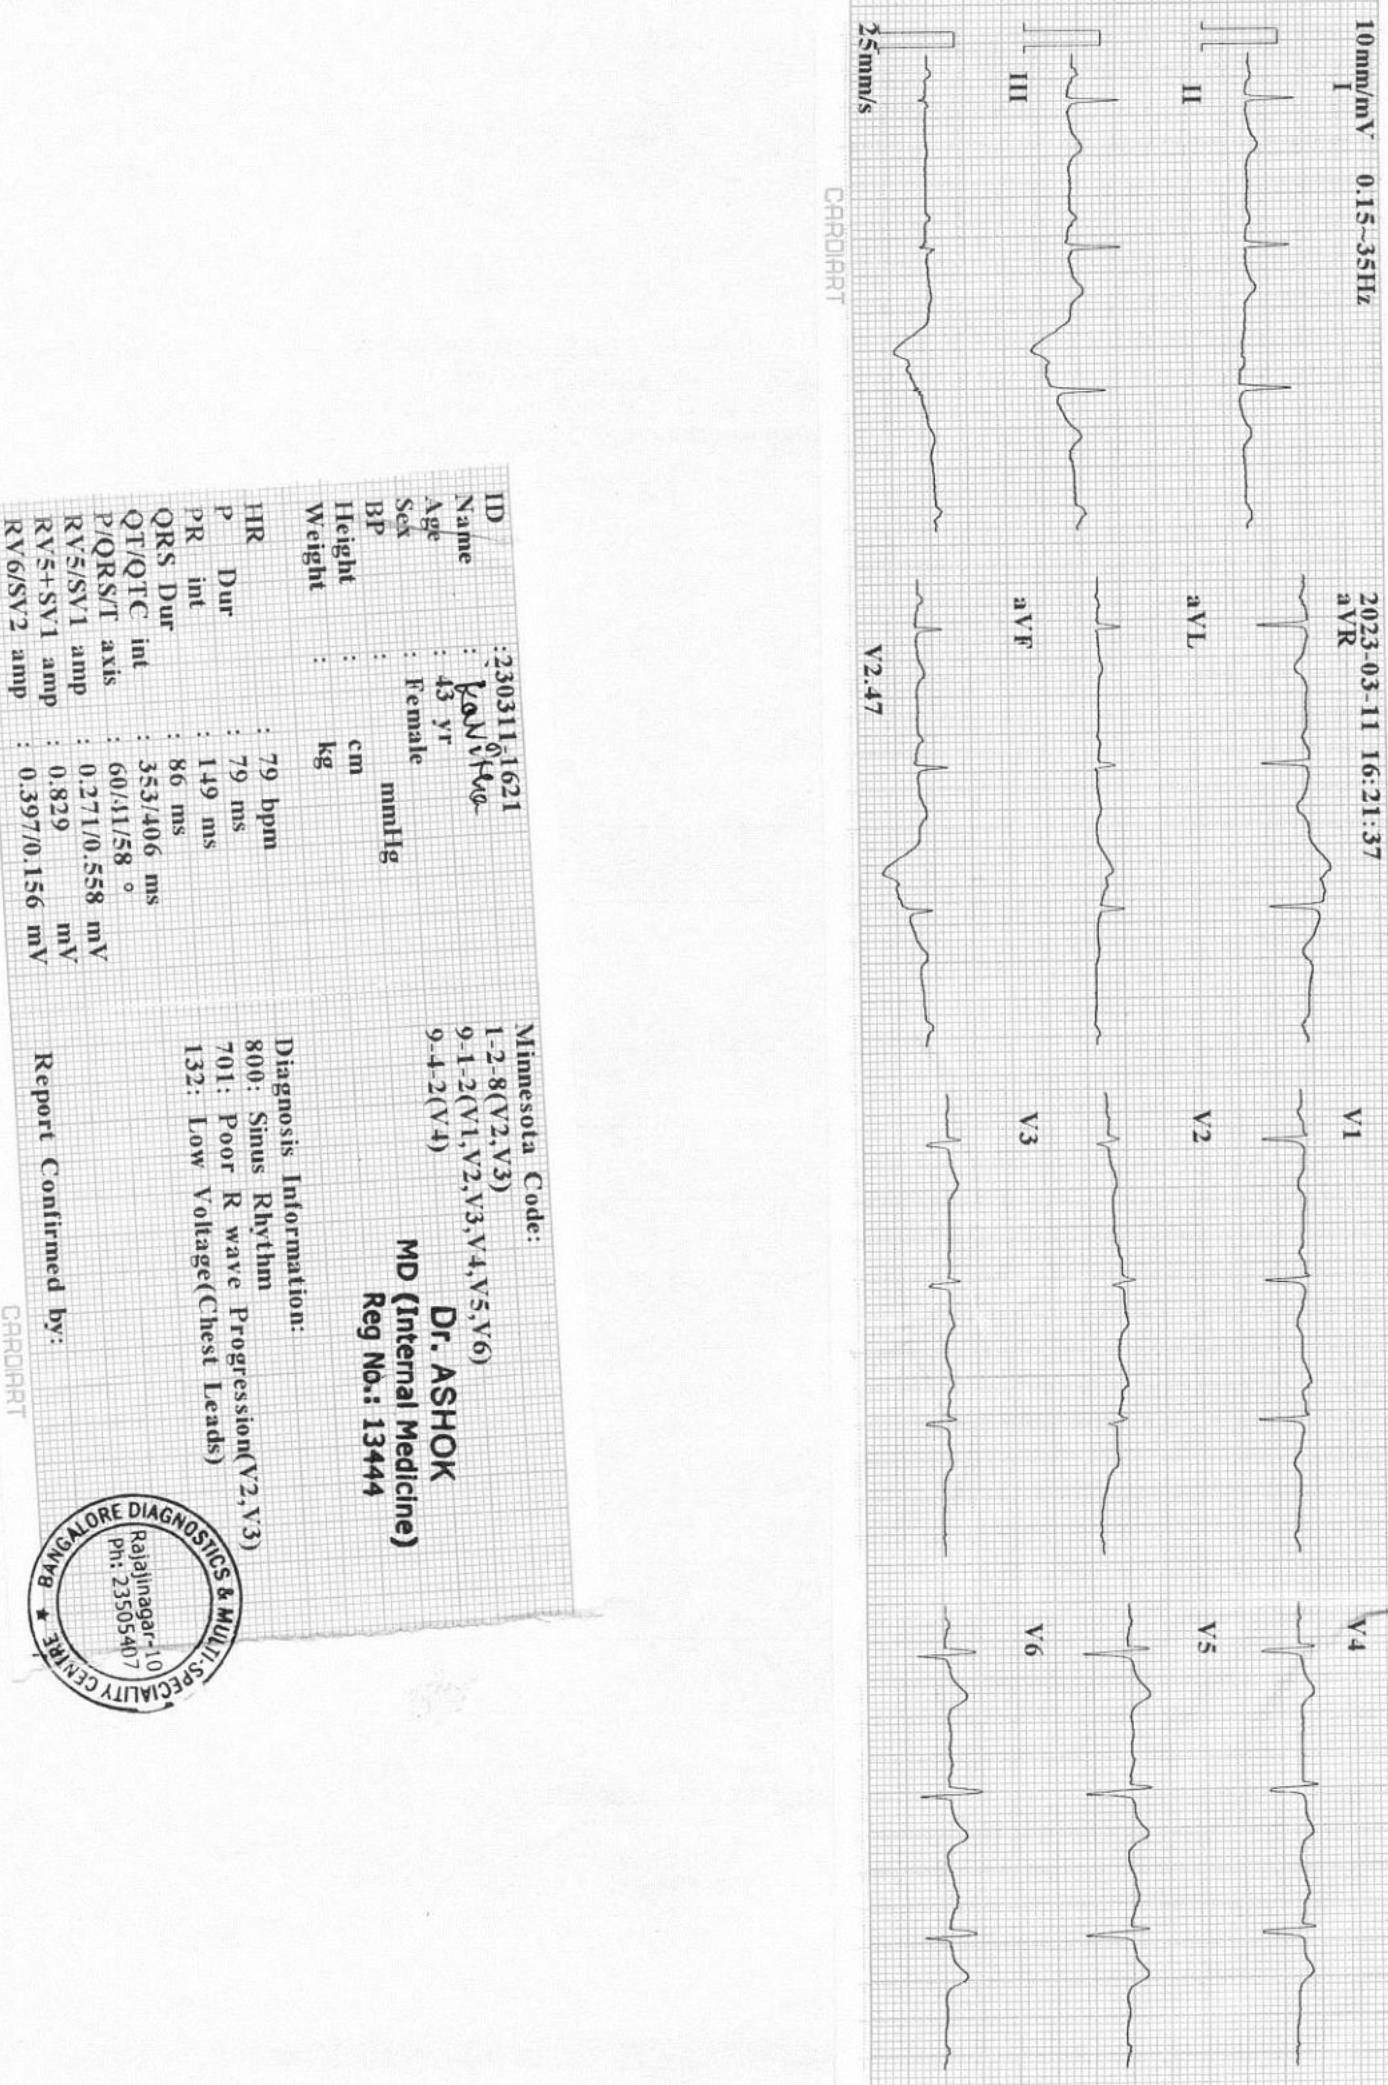 10mm/mV 0.15~35Hz 2023-03-11 16:21:37
I aVR V1 V4
II aVL V2 V5
III aVF V3 V6
25mm/s V2.47
CARDIART
ID :230311-1621
Name : Kavitha
Age : 43 yr
Sex : Female
BP : mmHg
Height : cm
Weight : kg
HR : 79 bpm
P Dur : 79 ms
PR int : 149 ms
QRS Dur : 86 ms
QT/QTC int : 353/406 ms
P/QRS/T axis : 60/41/58 °
RV5/SV1 amp : 0.271/0.558 mV
RV5+SV1 amp : 0.829 mV
RV6/SV2 amp : 0.397/0.156 mV
Minnesota Code:
1-2-8(V2,V3)
9-1-2(V1,V2,V3,V4,V5,V6)
9-4-2(V4)
Dr. ASHOK
MD (Internal Medicine)
Reg No.: 13444
Diagnosis Information:
800: Sinus Rhythm
701: Poor R wave Progression(V2,V3)
132: Low Voltage(Chest Leads)
Report Confirmed by:
CARDIART
BANGALORE DIAGNOSTICS & MULTI-SPECIALITY CENTRE ★
Rajajinagar-10
Ph: 23505407